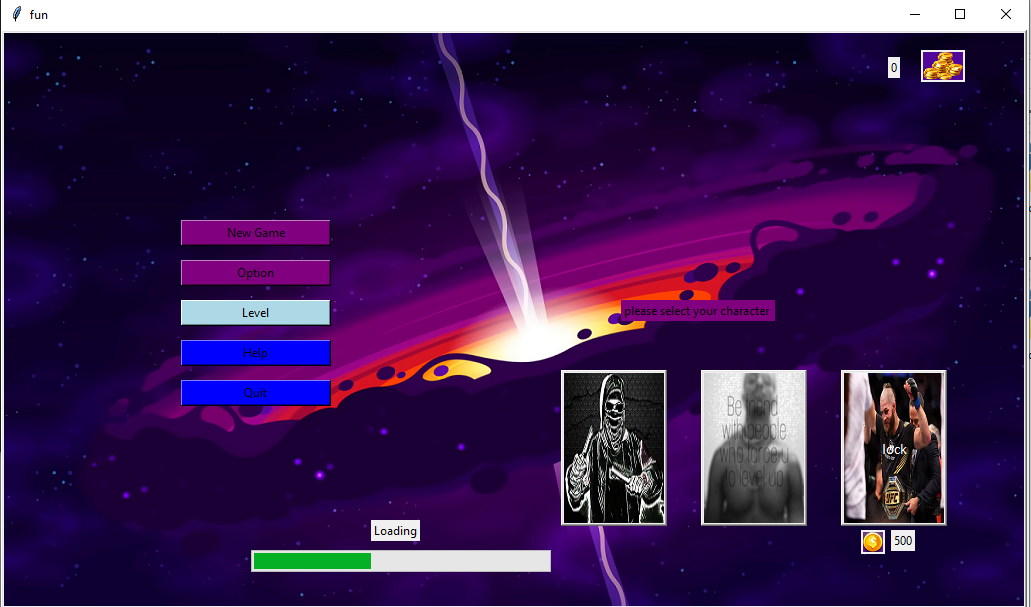 fun
0
New Game
Option
Level
Help
Quit
please select your character
Be friend
with people
who force u
to level up
lock
UFC
500
Loading